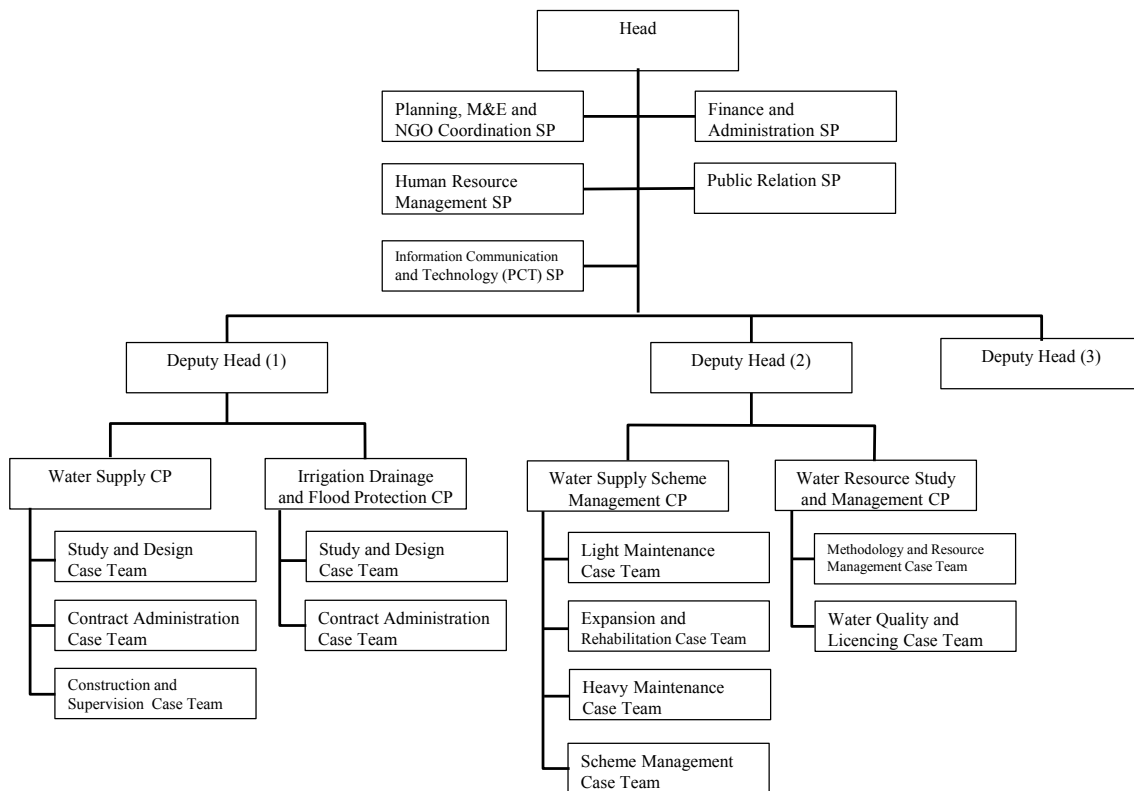 Head
Planning, M&E and
NGO Coordination SP
Finance and
Administration SP
Human Resource
Management SP
Public Relation SP
Information Communication
and Technology (PCT) SP
Deputy Head (1)
Deputy Head (2)
Deputy Head (3)
Water Supply CP
Irrigation Drainage
and Flood Protection CP
Water Supply Scheme
Management CP
Water Resource Study
and Management CP
Study and Design
Case Team
Contract Administration
Case Team
Construction and
Supervision Case Team
Study and Design
Case Team
Contract Administration
Case Team
Light Maintenance
Case Team
Expansion and
Rehabilitation Case Team
Heavy Maintenance
Case Team
Scheme Management
Case Team
Methodology and Resource
Management Case Team
Water Quality and
Licencing Case Team